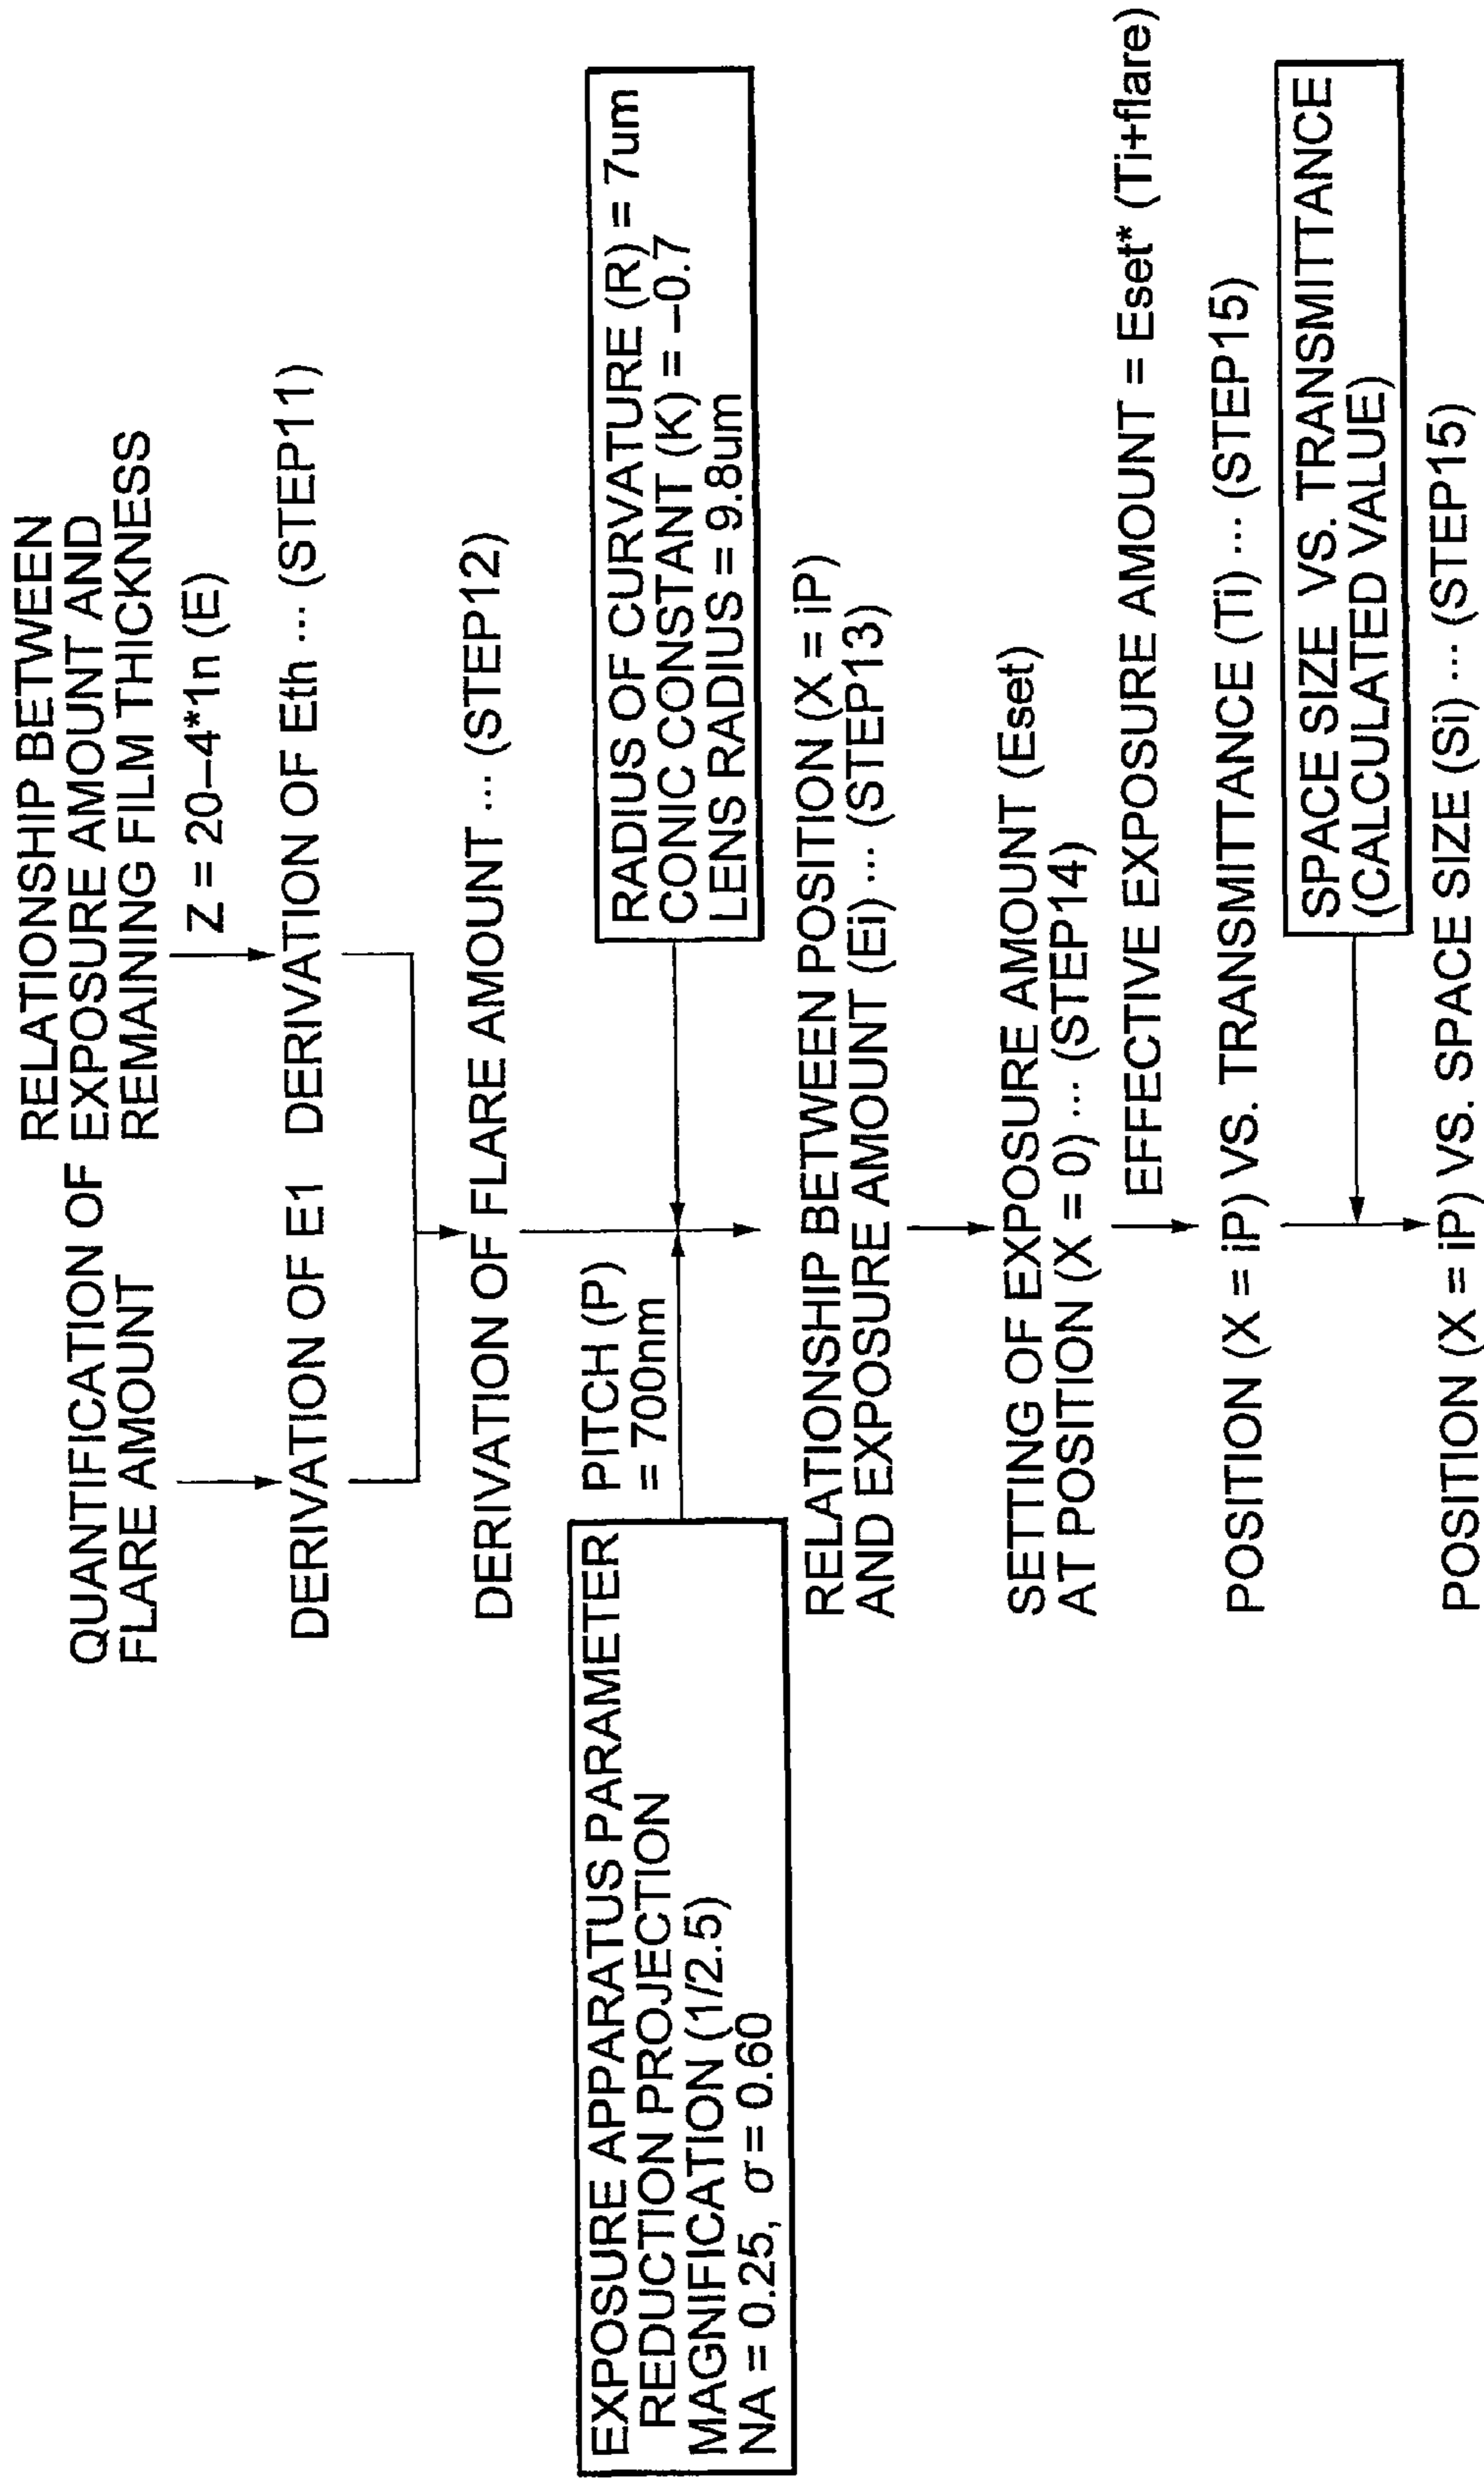 QUANTIFICATION OF
FLARE AMOUNT
RELATIONSHIP BETWEEN
EXPOSURE AMOUNT AND
REMAINING FILM THICKNESS
Z = 20–4*1n (E)
DERIVATION OF E1
DERIVATION OF Eth ... (STEP11)
DERIVATION OF FLARE AMOUNT ... (STEP12)
EXPOSURE APPARATUS PARAMETER
REDUCTION PROJECTION
MAGNIFICATION (1/2.5)
NA = 0.25, σ = 0.60
PITCH (P)
= 700nm
RADIUS OF CURVATURE (R) = 7um
CONIC CONSTANT (K) = –0.7
LENS RADIUS = 9.8um
RELATIONSHIP BETWEEN POSITION (X = iP)
AND EXPOSURE AMOUNT (Ei) ... (STEP13)
SETTING OF EXPOSURE AMOUNT (Eset)
AT POSITION (X = 0) ... (STEP14)
EFFECTIVE EXPOSURE AMOUNT = Eset* (Ti+flare)
POSITION (X = iP) VS. TRANSMITTANCE (Ti) ... (STEP15)
SPACE SIZE VS. TRANSMITTANCE
(CALCULATED VALUE)
POSITION (X = iP) VS. SPACE SIZE (Si) ... (STEP15)